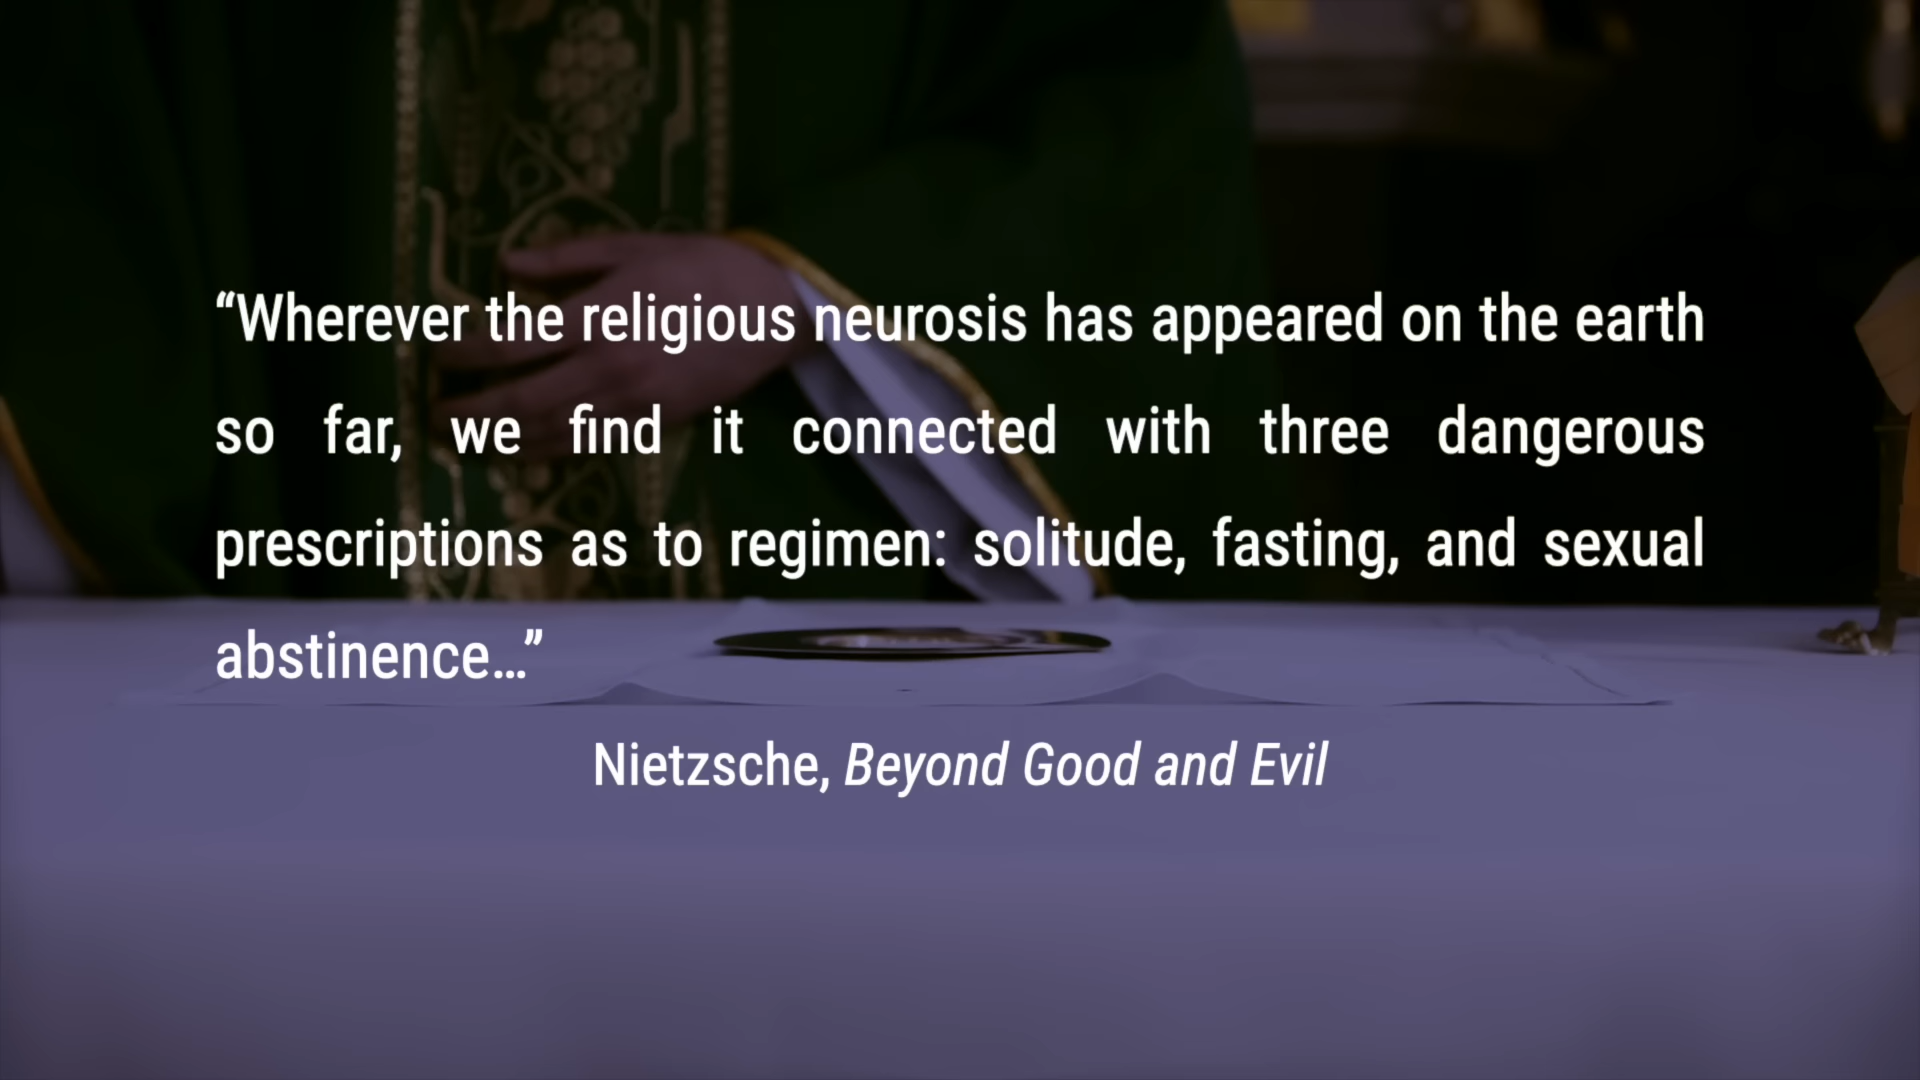 “Wherever the religious neurosis has appeared on the earth
so far, we find it connected with three dangerous
prescriptions as to regimen: solitude, fasting, and sexual
abstinence…”
Nietzsche, Beyond Good and Evil